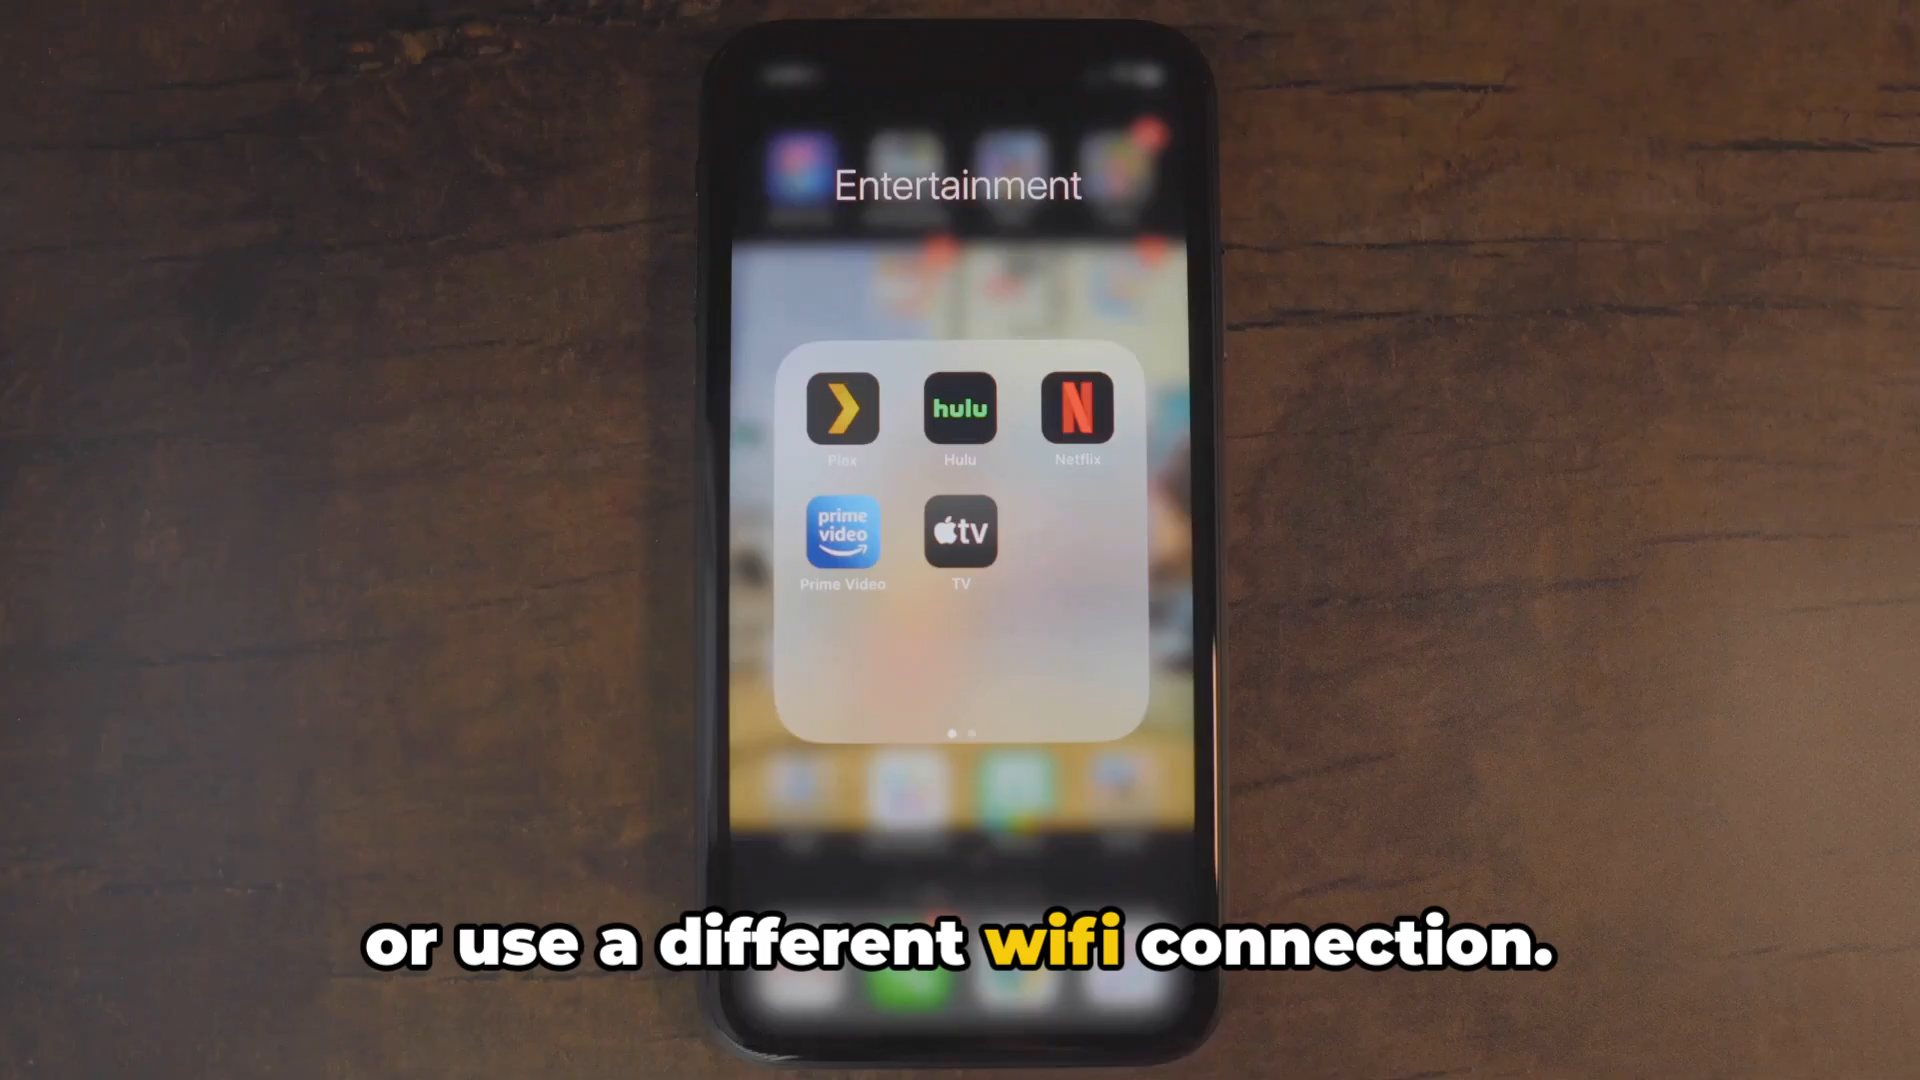 Entertainment
hulu
Plex
Hulu
Netflix
prime
video
tv
Prime Video
TV
or use a different wifi connection.